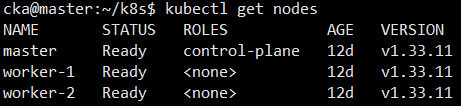 cka@master:~/k8s$ kubectl get nodes
NAME       STATUS   ROLES           AGE   VERSION
master     Ready    control-plane   12d   v1.33.11
worker-1   Ready    <none>          12d   v1.33.11
worker-2   Ready    <none>          12d   v1.33.11